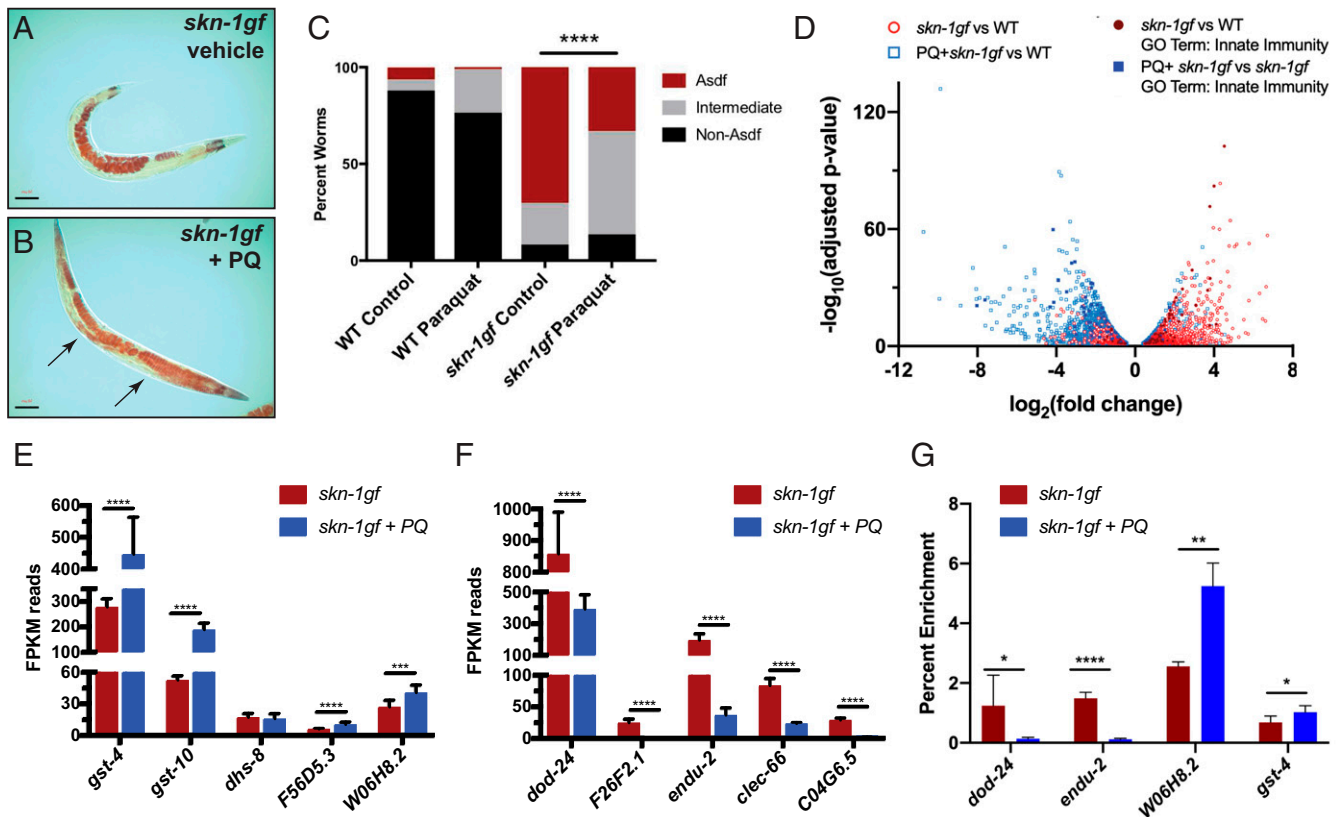 A
skn-1gf
vehicle
B
skn-1gf
+ PQ
C
****
100
50
0
Percent Worms
Asdf
Intermediate
Non-Asdf
WT Control
WT Paraquat
skn-1gf Control
skn-1gf Paraquat
D
skn-1gf vs WT
PQ+skn-1gf vs WT
skn-1gf vs WT
GO Term: Innate Immunity
PQ+ skn-1gf vs skn-1gf
GO Term: Innate Immunity
120
60
0
-log10(adjusted p-value)
-12
-8
-4
0
4
8
log2(fold change)
E
skn-1gf
skn-1gf + PQ
600
500
400
300
200
100
60
30
0
FPKM reads
****
****
****
***
gst-4
gst-10
dhs-8
F56D5.3
W06H8.2
F
skn-1gf
skn-1gf + PQ
1000
900
800
500
300
100
100
75
50
25
0
FPKM reads
****
****
****
****
****
dod-24
F26F2.1
endu-2
clec-66
C04G6.5
G
skn-1gf
skn-1gf + PQ
8
6
4
2
0
Percent Enrichment
*
****
**
*
dod-24
endu-2
W06H8.2
gst-4